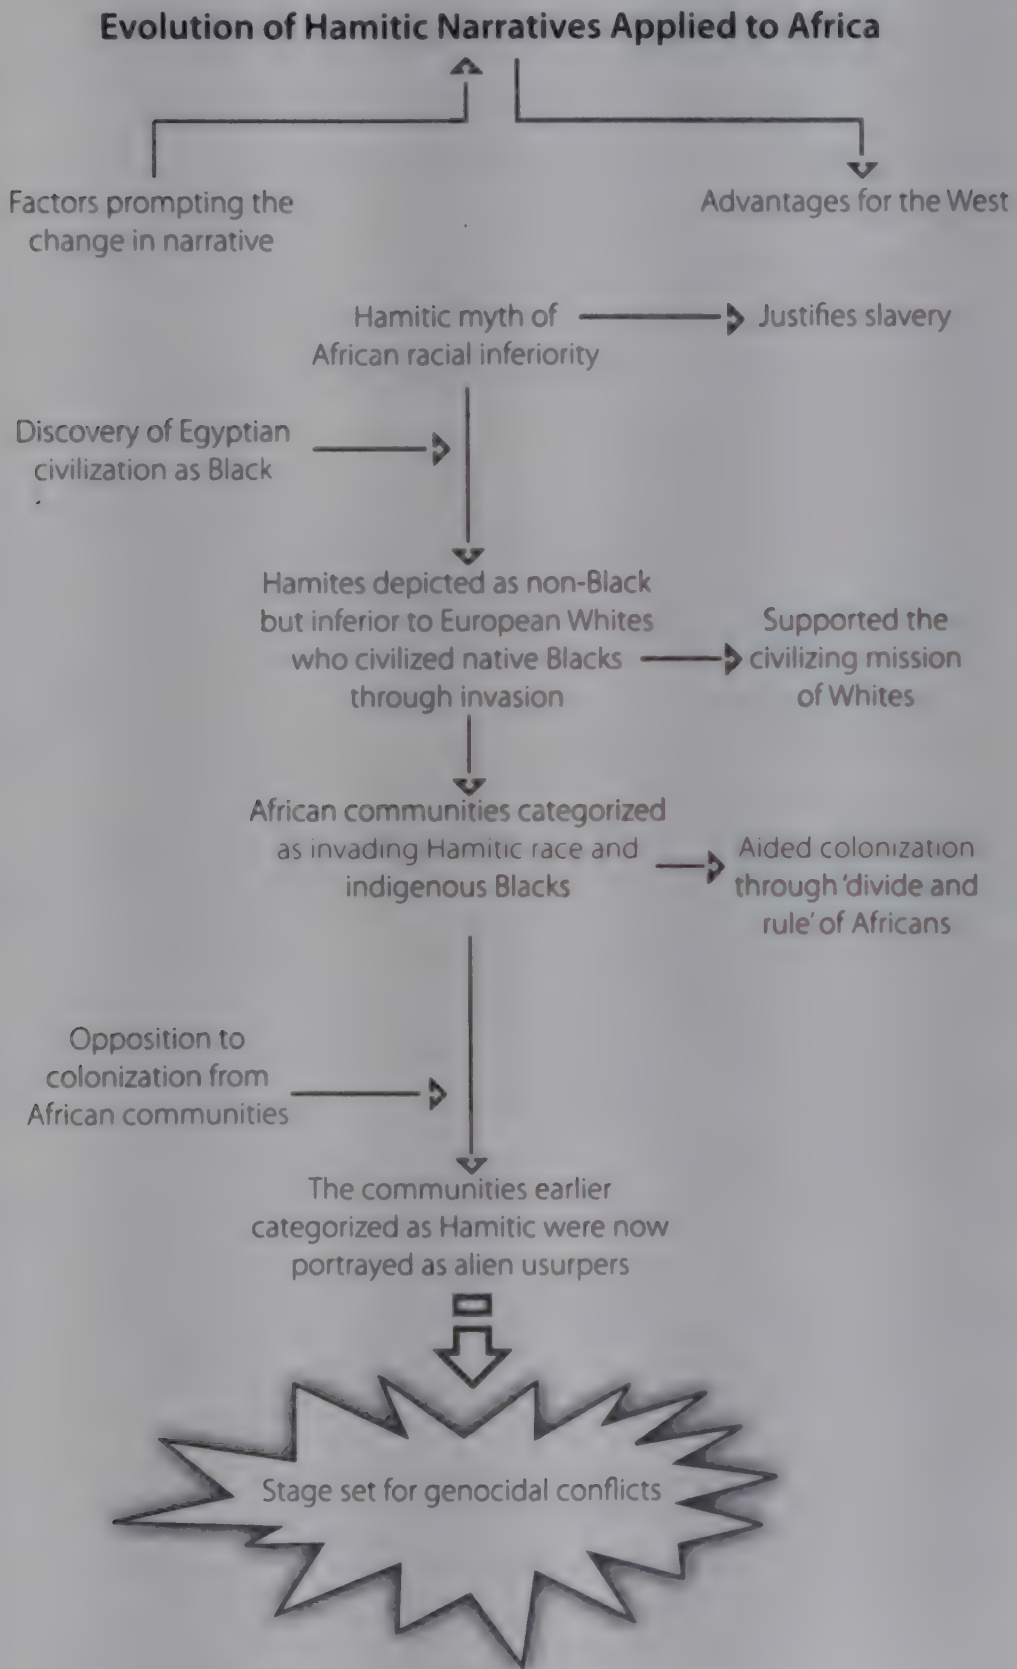 Evolution of Hamitic Narratives Applied to Africa
Factors prompting the
change in narrative
Advantages for the West
Hamitic myth of
African racial inferiority
Justifies slavery
Discovery of Egyptian
civilization as Black
Hamites depicted as non-Black
but inferior to European Whites
who civilized native Blacks
through invasion
Supported the
civilizing mission
of Whites
African communities categorized
as invading Hamitic race and
indigenous Blacks
Aided colonization
through 'divide and
rule' of Africans
Opposition to
colonization from
African communities
The communities earlier
categorized as Hamitic were now
portrayed as alien usurpers
Stage set for genocidal conflicts